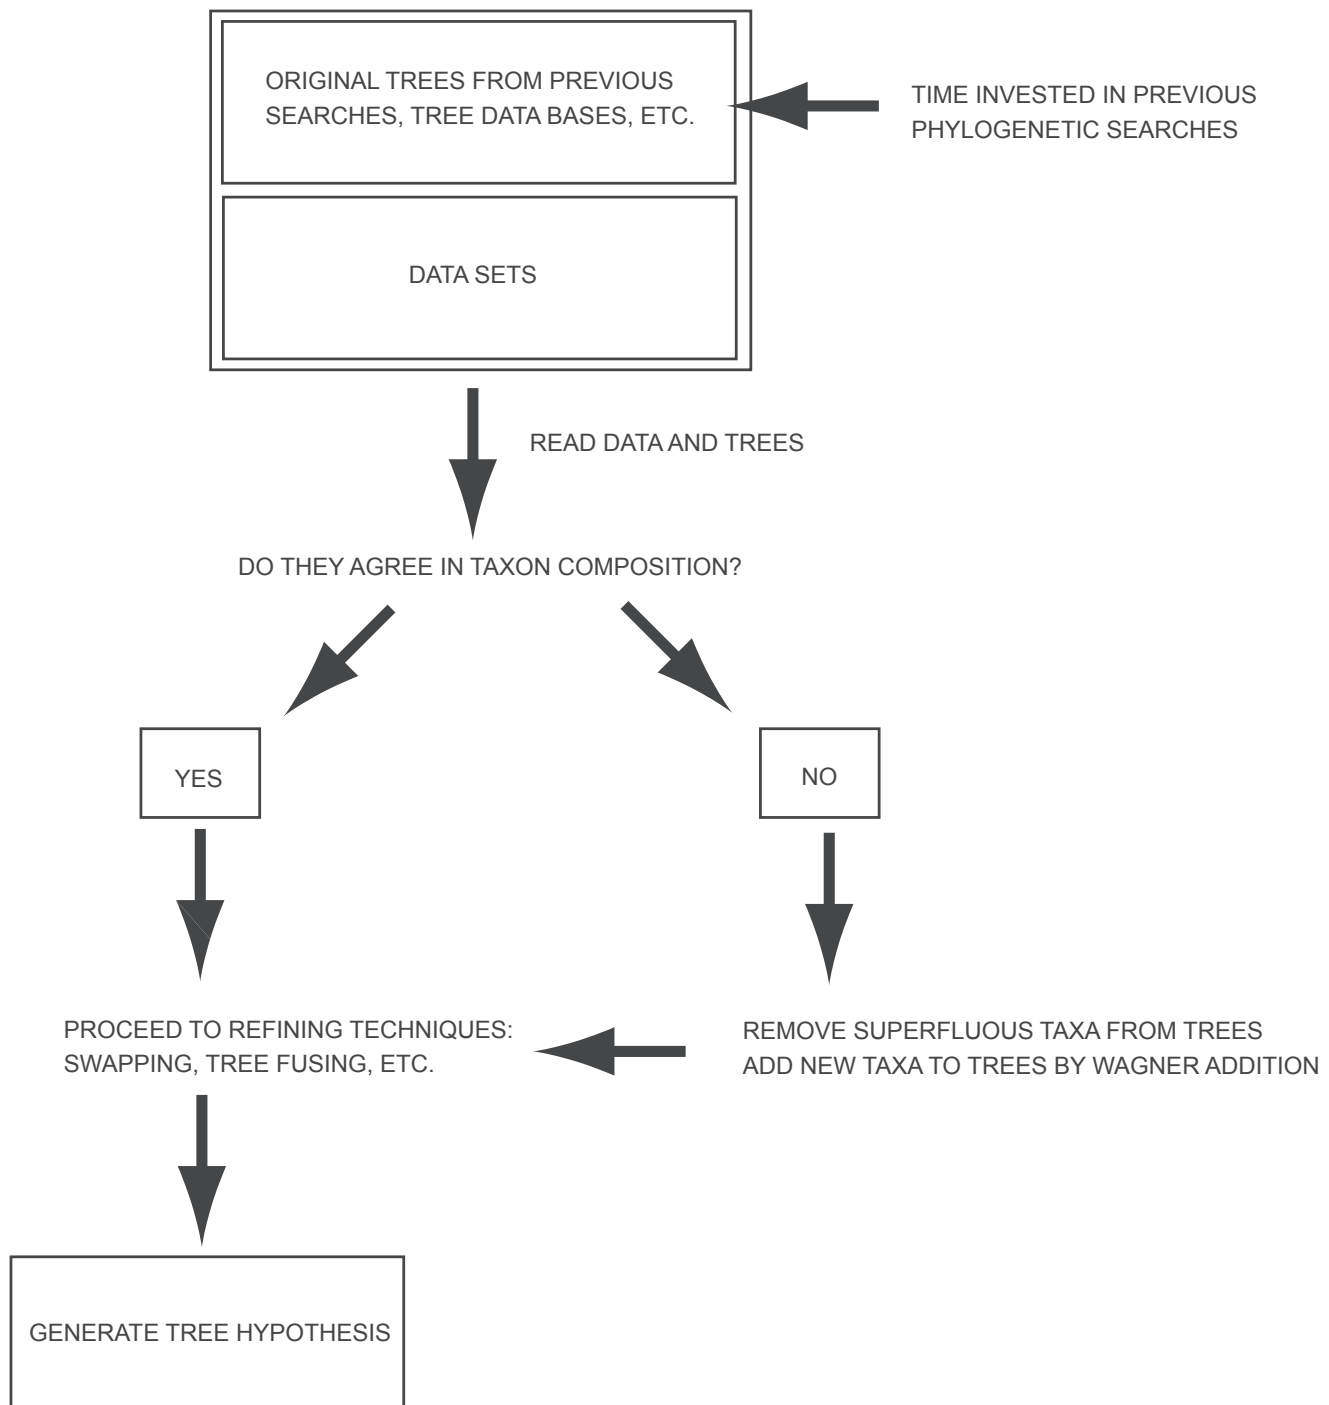 ORIGINAL TREES FROM PREVIOUS
SEARCHES, TREE DATA BASES, ETC.
TIME INVESTED IN PREVIOUS
PHYLOGENETIC SEARCHES
DATA SETS
READ DATA AND TREES
DO THEY AGREE IN TAXON COMPOSITION?
YES
NO
PROCEED TO REFINING TECHNIQUES:
SWAPPING, TREE FUSING, ETC.
REMOVE SUPERFLUOUS TAXA FROM TREES
ADD NEW TAXA TO TREES BY WAGNER ADDITION
GENERATE TREE HYPOTHESIS